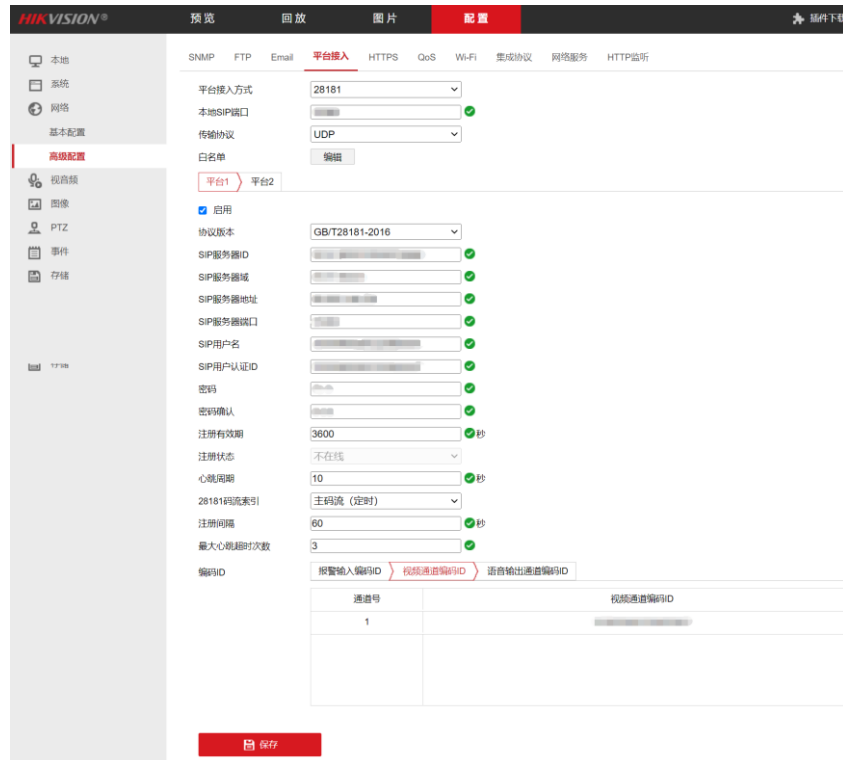 HIKVISION® 预览 回放 图片 配置 插件下载
SNMP FTP Email 平台接入 HTTPS QoS Wi-Fi 集成协议 网络服务 HTTP监听
本地
系统
网络
基本配置
高级配置
视音频
图像
PTZ
事件
存储
平台接入方式 28181
本地SIP端口
传输协议 UDP
白名单 编辑
平台1 平台2
启用
协议版本 GB/T28181-2016
SIP服务器ID
SIP服务器域
SIP服务器地址
SIP服务器端口
SIP用户名
SIP用户认证ID
密码
密码确认
注册有效期 3600 秒
注册状态 不在线
心跳周期 10 秒
28181码流索引 主码流（定时）
注册间隔 60 秒
最大心跳超时次数 3
编码ID 报警输入编码ID 视频通道编码ID 语音输出通道编码ID
通道号 视频通道编码ID
1
保存